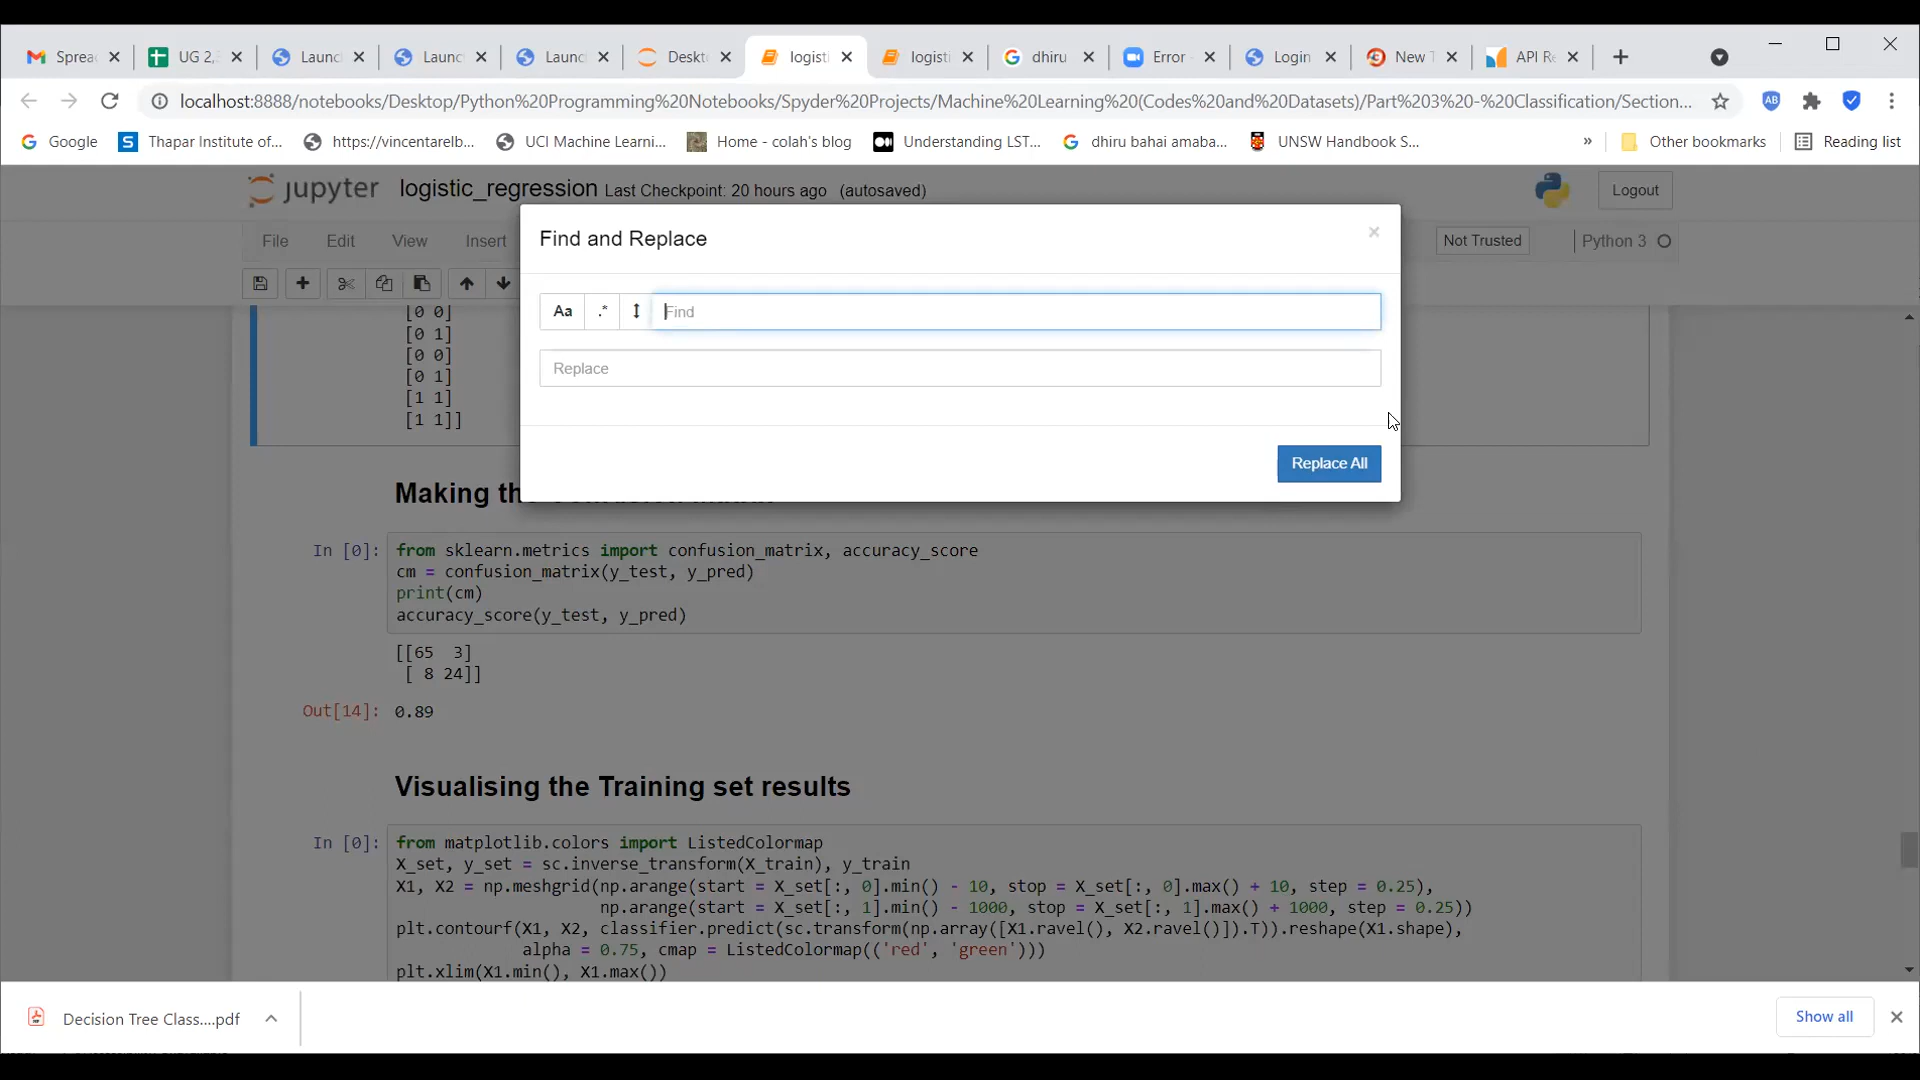 Sprea
UG 2,
Launc
Launc
Launc
Deskto
logisti
logisti
dhiru
Error
Login
New T
API Re
localhost:8888/notebooks/Desktop/Python%20Programming%20Notebooks/Spyder%20Projects/Machine%20Learning%20(Codes%20and%20Datasets)/Part%203%20-%20Classification/Section...
AB
Google
Thapar Institute of...
https://vincentarelb...
UCI Machine Learni...
Home - colah's blog
Understanding LST...
dhiru bahai amaba...
UNSW Handbook S...
»
Other bookmarks
Reading list
jupyter logistic_regression Last Checkpoint: 20 hours ago (autosaved)
Logout
File Edit View Insert
Not Trusted
Python 3
Find and Replace
×
Aa .* Find
Replace
Replace All
[0 0]
[0 1]
[0 0]
[0 1]
[1 1]
[1 1]]
Making the
In [0]: from sklearn.metrics import confusion_matrix, accuracy_score
cm = confusion_matrix(y_test, y_pred)
print(cm)
accuracy_score(y_test, y_pred)
[[65  3]
[ 8 24]]
Out[14]: 0.89
Visualising the Training set results
In [0]: from matplotlib.colors import ListedColormap
X_set, y_set = sc.inverse_transform(X_train), y_train
X1, X2 = np.meshgrid(np.arange(start = X_set[:, 0].min() - 10, stop = X_set[:, 0].max() + 10, step = 0.25),
np.arange(start = X_set[:, 1].min() - 1000, stop = X_set[:, 1].max() + 1000, step = 0.25))
plt.contourf(X1, X2, classifier.predict(sc.transform(np.array([X1.ravel(), X2.ravel()]).T)).reshape(X1.shape),
alpha = 0.75, cmap = ListedColormap(('red', 'green')))
plt.xlim(X1.min(), X1.max())
Decision Tree Class....pdf
Show all